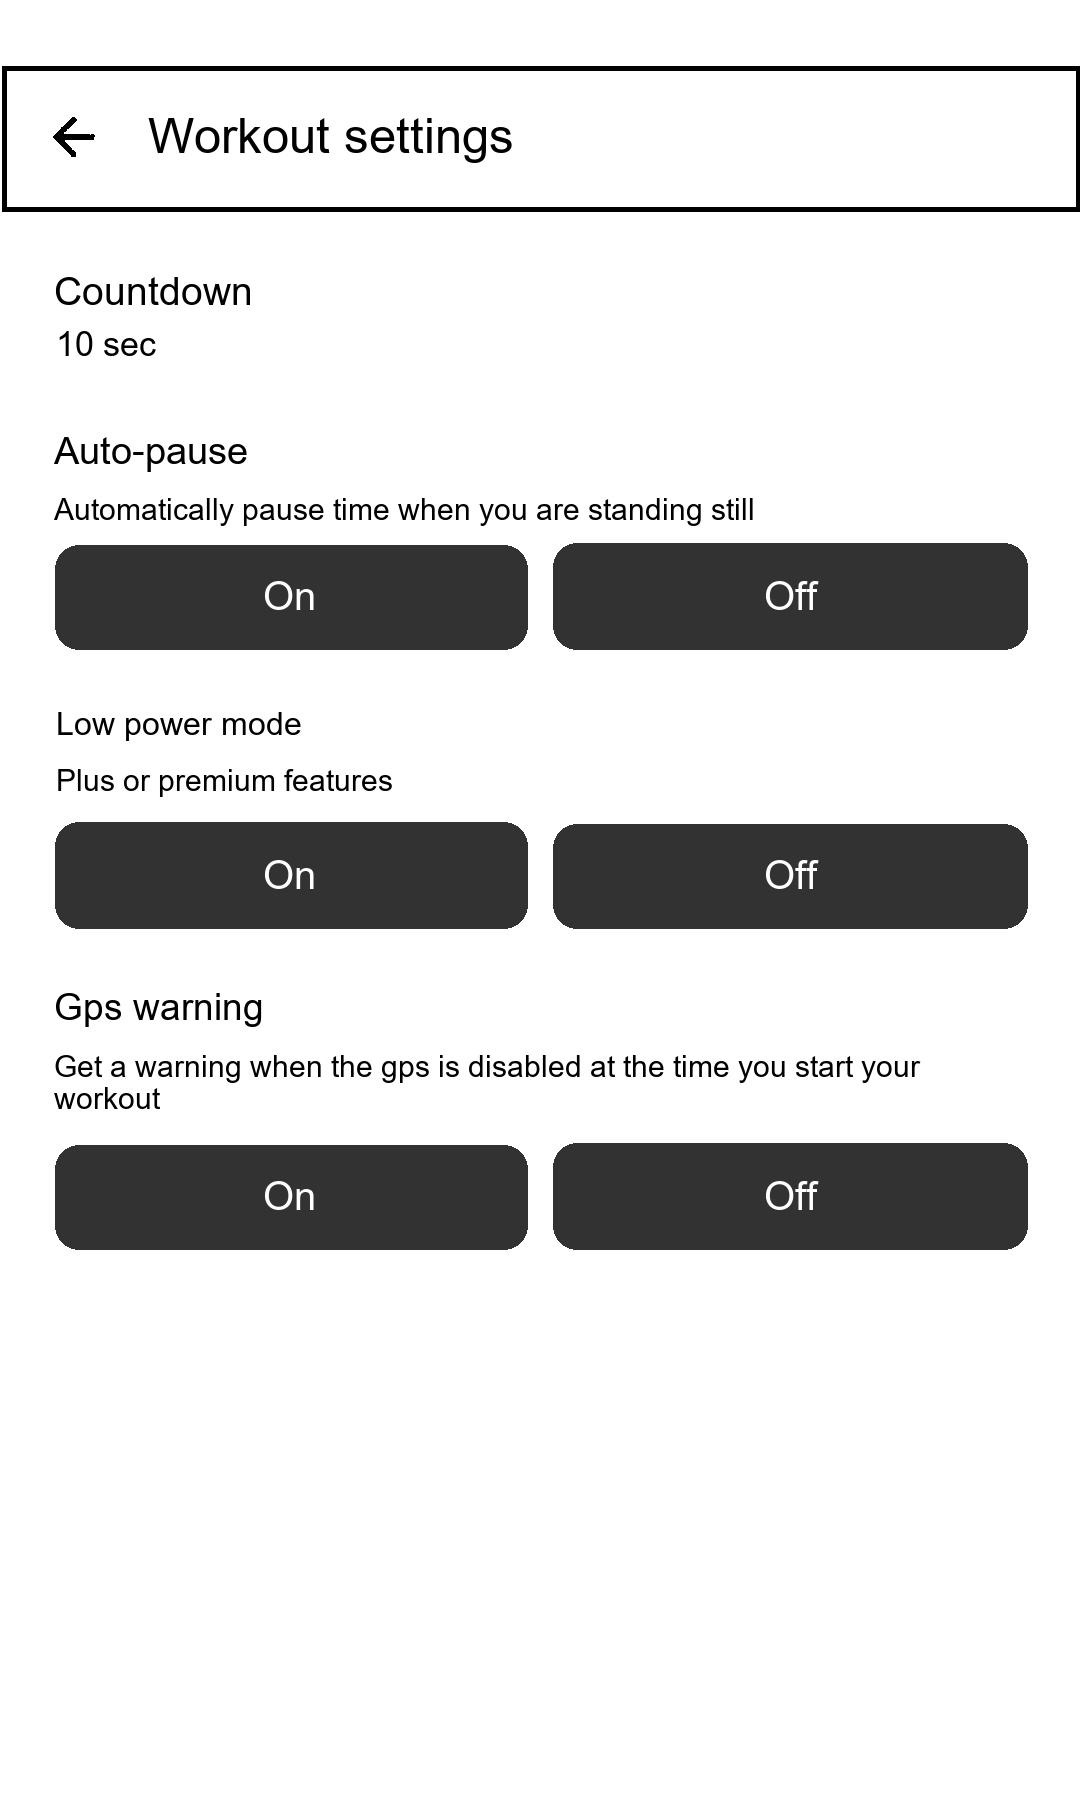 Workout settings
Countdown
10 sec
Auto-pause
Automatically pause time when you are standing still
On Off
Low power mode
Plus or premium features
On Off
Gps warning
Get a warning when the gps is disabled at the time you start your
workout
On Off